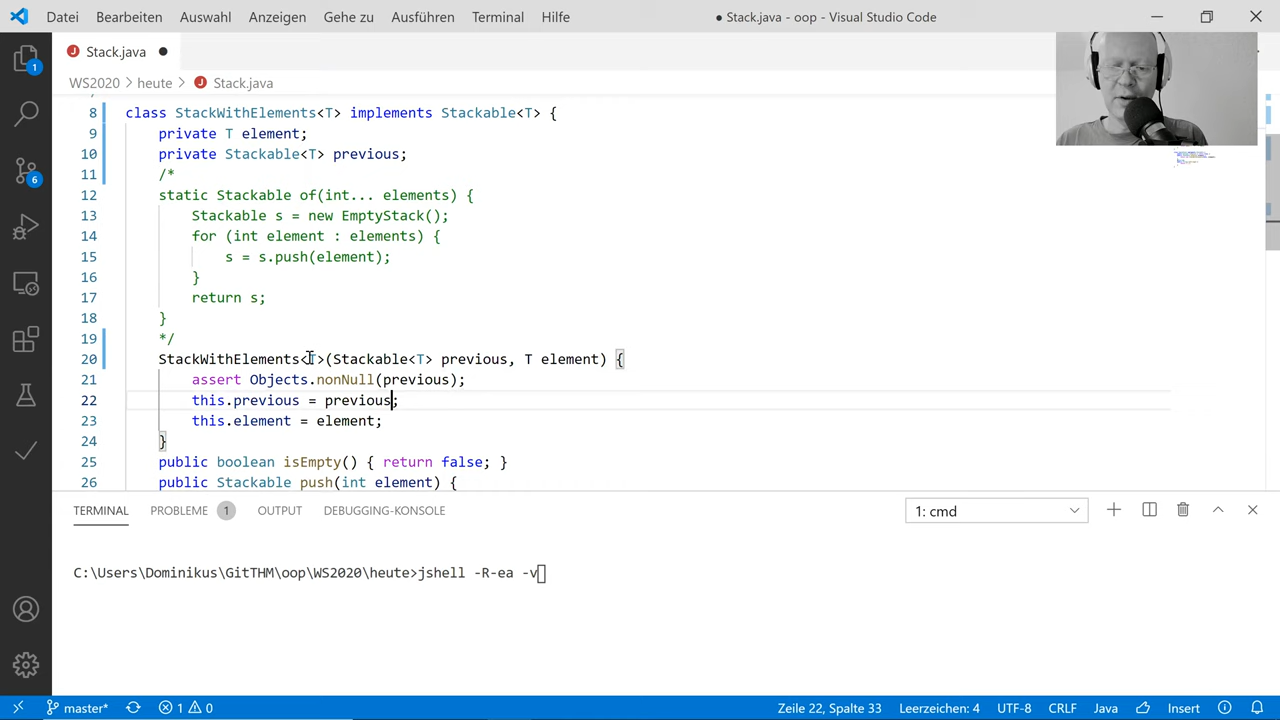 Datei Bearbeiten Auswahl Anzeigen Gehe zu Ausführen Terminal Hilfe ● Stack.java - oop - Visual Studio Code
J Stack.java ●
WS2020 > heute > J Stack.java
8 class StackWithElements<T> implements Stackable<T> {
9 private T element;
10 private Stackable<T> previous;
11 /*
12 static Stackable of(int... elements) {
13 Stackable s = new EmptyStack();
14 for (int element : elements) {
15 s = s.push(element);
16 }
17 return s;
18 }
19 */
20 StackWithElements<T>(Stackable<T> previous, T element) {
21 assert Objects.nonNull(previous);
22 this.previous = previous;
23 this.element = element;
24 }
25 public boolean isEmpty() { return false; }
26 public Stackable push(int element) {
1
6
TERMINAL PROBLEME 1 OUTPUT DEBUGGING-KONSOLE 1: cmd
C:\Users\Dominikus\GitTHM\oop\WS2020\heute>jshell -R-ea -v
master* 1 0 Zeile 22, Spalte 33 Leerzeichen: 4 UTF-8 CRLF Java Insert